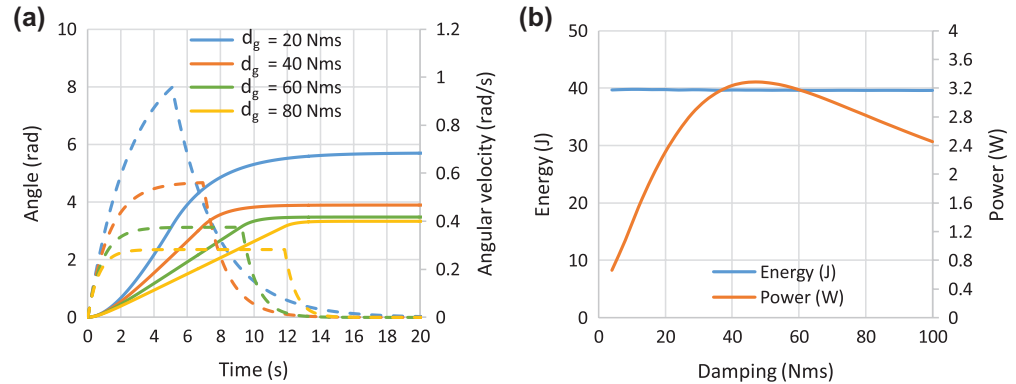 (a)
10
8
6
4
2
0
Angle (rad)
1.2
1
0.8
0.6
0.4
0.2
0
Angular velocity (rad/s)
d_g = 20 Nms
d_g = 40 Nms
d_g = 60 Nms
d_g = 80 Nms
0 2 4 6 8 10 12 14 16 18 20
Time (s)
(b)
50
40
30
20
10
0
Energy (J)
4
3.6
3.2
2.8
2.4
2
1.6
1.2
0.8
0.4
0
Power (W)
Energy (J)
Power (W)
0 20 40 60 80 100
Damping (Nms)